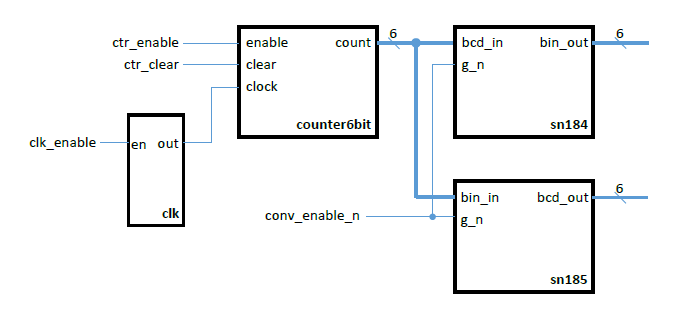 ctr_enable
enable
count
6
bcd_in
bin_out
6
ctr_clear
clear
g_n
clock
counter6bit
sn184
clk_enable
en
out
clk
bin_in
bcd_out
6
conv_enable_n
g_n
sn185